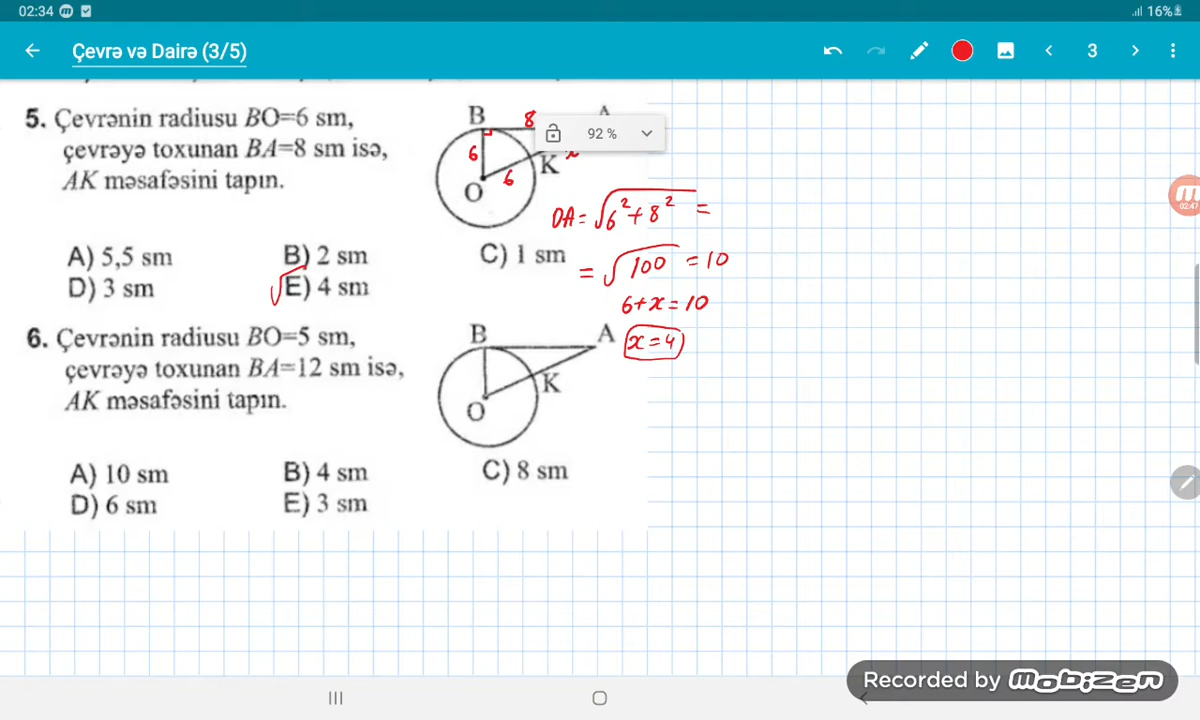 02:34
16%
Çevrə və Dairə (3/5)
3
5. Çevrənin radiusu BO=6 sm,
çevrəyə toxunan BA=8 sm isə,
AK məsafəsini tapın.
B 8 A
92 %
6 K x
O 6
OA = √6²+8² =
= √100 = 10
6+x=10
x=4
A) 5,5 sm B) 2 sm C) 1 sm
D) 3 sm √E) 4 sm
6. Çevrənin radiusu BO=5 sm,
çevrəyə toxunan BA=12 sm isə,
AK məsafəsini tapın.
B A
K
O
A) 10 sm B) 4 sm C) 8 sm
D) 6 sm E) 3 sm
02:47
Recorded by mobizen